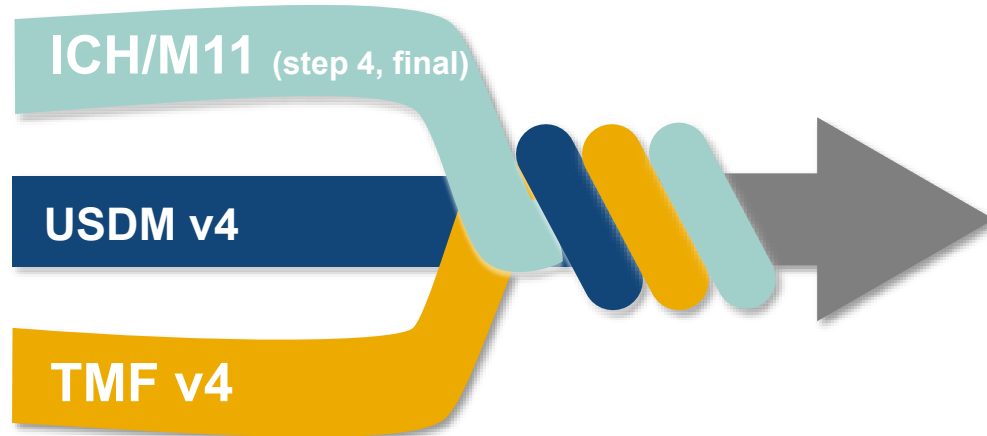 ICH/M11 (step 4, final)
USDM v4
TMF v4